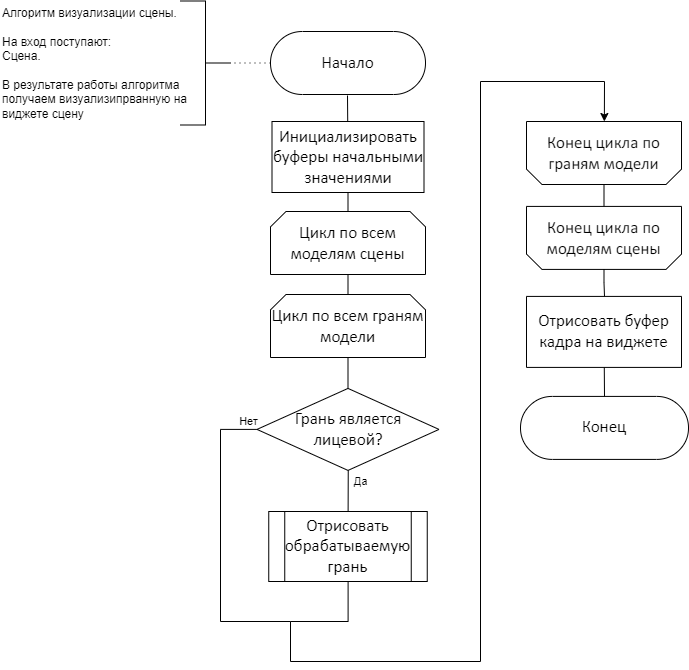 Алгоритм визуализации сцены.
На вход поступают:
Сцена.
В результате работы алгоритма
получаем визуализипрванную на
виджете сцену
Начало
Инициализировать
буферы начальными
значениями
Цикл по всем
моделям сцены
Цикл по всем граням
модели
Грань является
лицевой?
Нет
Да
Отрисовать
обрабатываемую
грань
Конец цикла по
граням модели
Конец цикла по
моделям сцены
Отрисовать буфер
кадра на виджете
Конец